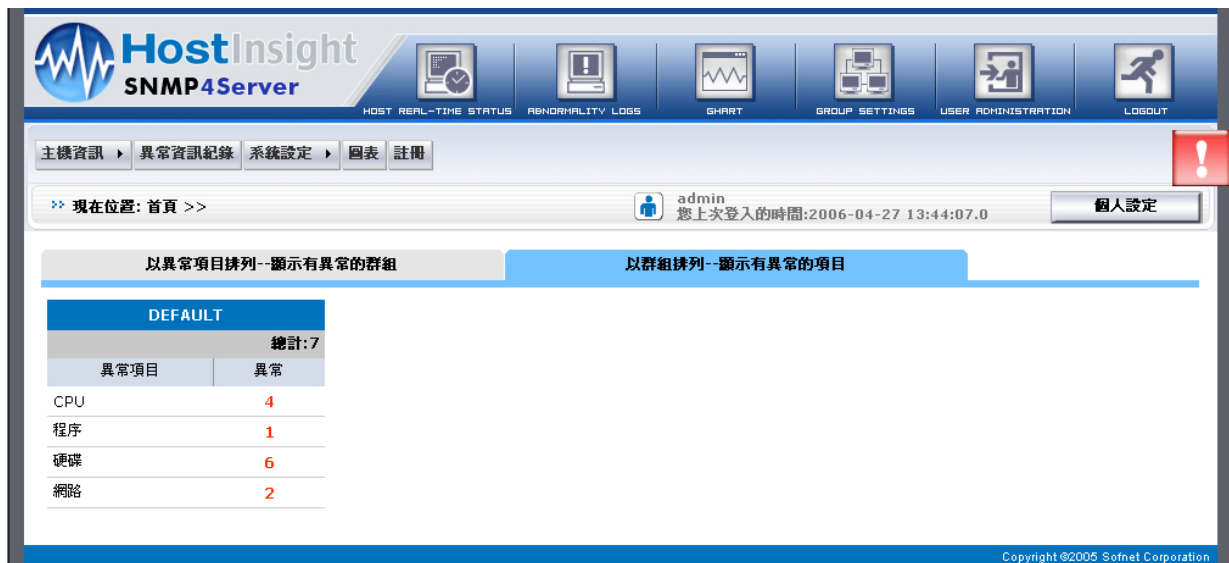 HostInsight
SNMP4Server
HOST REAL-TIME STATUS
ABNORMALITY LOGS
GHART
GROUP SETTINGS
USER ADMINISTRATION
LOGOUT
主機資訊
異常資訊紀錄
系統設定
圖表
註冊
現在位置: 首頁 >>
admin
您上次登入的時間:2006-04-27 13:44:07.0
個人設定
以異常項目排列--顯示有異常的群組
以群組排列--顯示有異常的項目
DEFAULT
總計:7
異常項目 異常
CPU 4
程序 1
硬碟 6
網路 2
Copyright ©2005 Sofnet Corporation